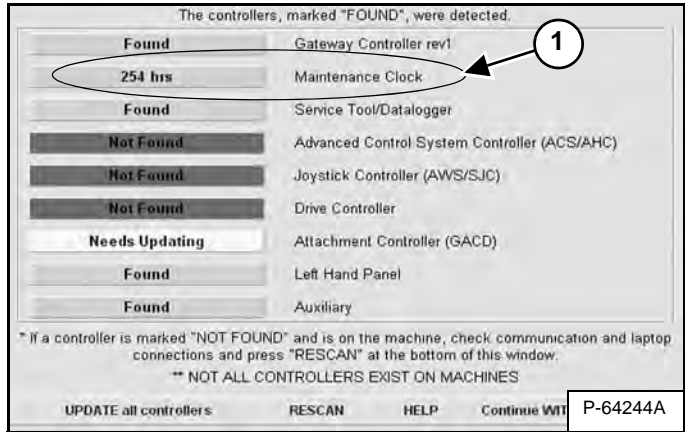 The controllers, marked "FOUND", were detected.
Found Gateway Controller rev1
1
254 hrs Maintenance Clock
Found Service Tool/Datalogger
Not Found Advanced Control System Controller (ACS/AHC)
Not Found Joystick Controller (AWS/SJC)
Not Found Drive Controller
Needs Updating Attachment Controller (GACD)
Found Left Hand Panel
Found Auxiliary
* If a controller is marked "NOT FOUND" and is on the machine, check communication and laptop
connections and press "RESCAN" at the bottom of this window.
** NOT ALL CONTROLLERS EXIST ON MACHINES
UPDATE all controllers RESCAN HELP Continue WIT P-64244A